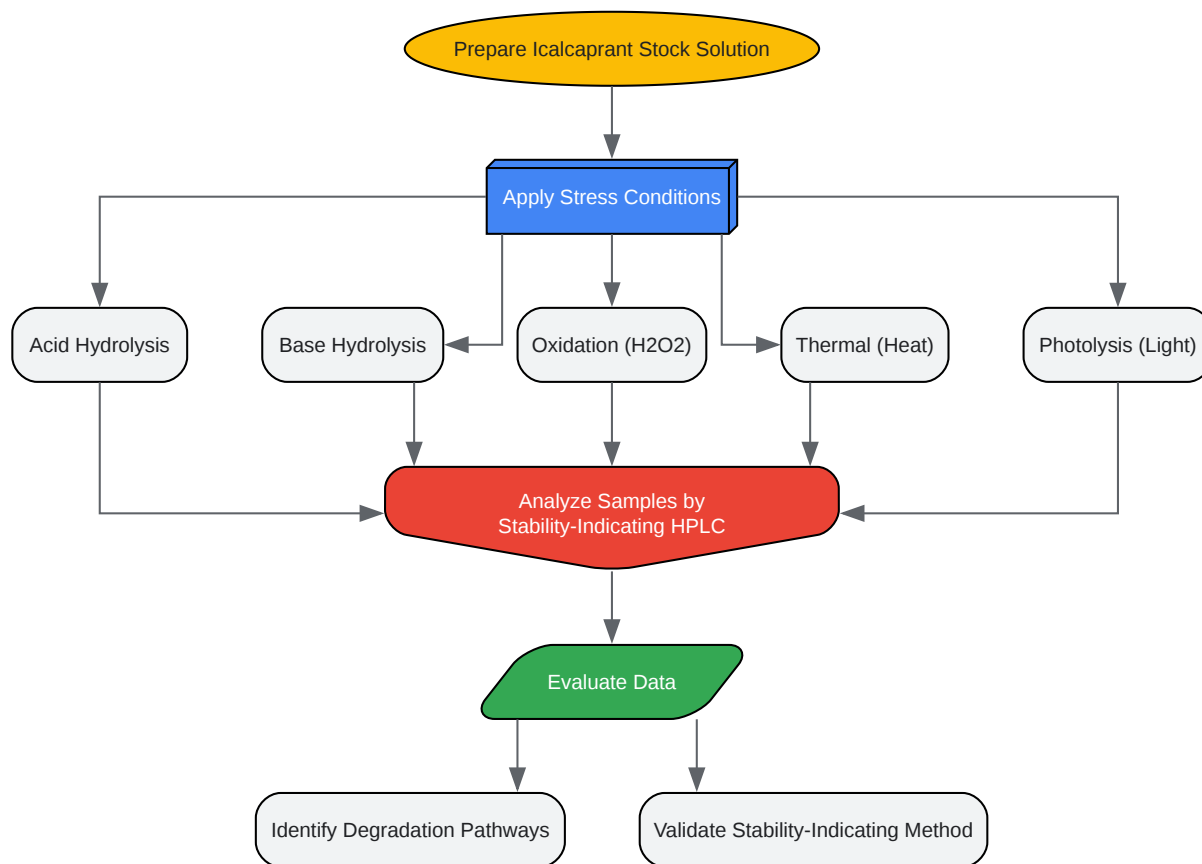 Prepare Icalcaprant Stock Solution
Apply Stress Conditions
Acid Hydrolysis
Base Hydrolysis
Oxidation (H2O2)
Thermal (Heat)
Photolysis (Light)
Analyze Samples by
Stability-Indicating HPLC
Evaluate Data
Identify Degradation Pathways
Validate Stability-Indicating Method